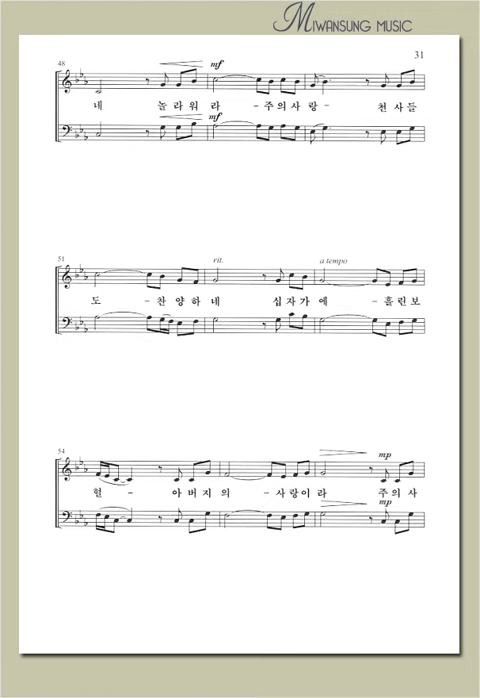 MIWANSUNG MUSIC
31
48
mf
네 놀라워 라 - 주의사랑 - 천사들
mf
51
rit. a tempo
도 - 찬양하네 십자가에 - 흘린보
54
mp
혈 - 아버지의 - 사랑이라 주의사
mp